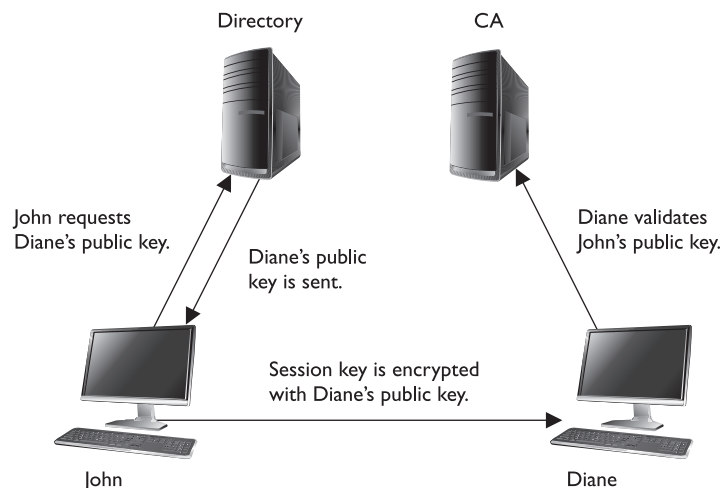 Directory
CA
John requests
Diane's public key.
Diane's public
key is sent.
Diane validates
John's public key.
Session key is encrypted
with Diane's public key.
John
Diane